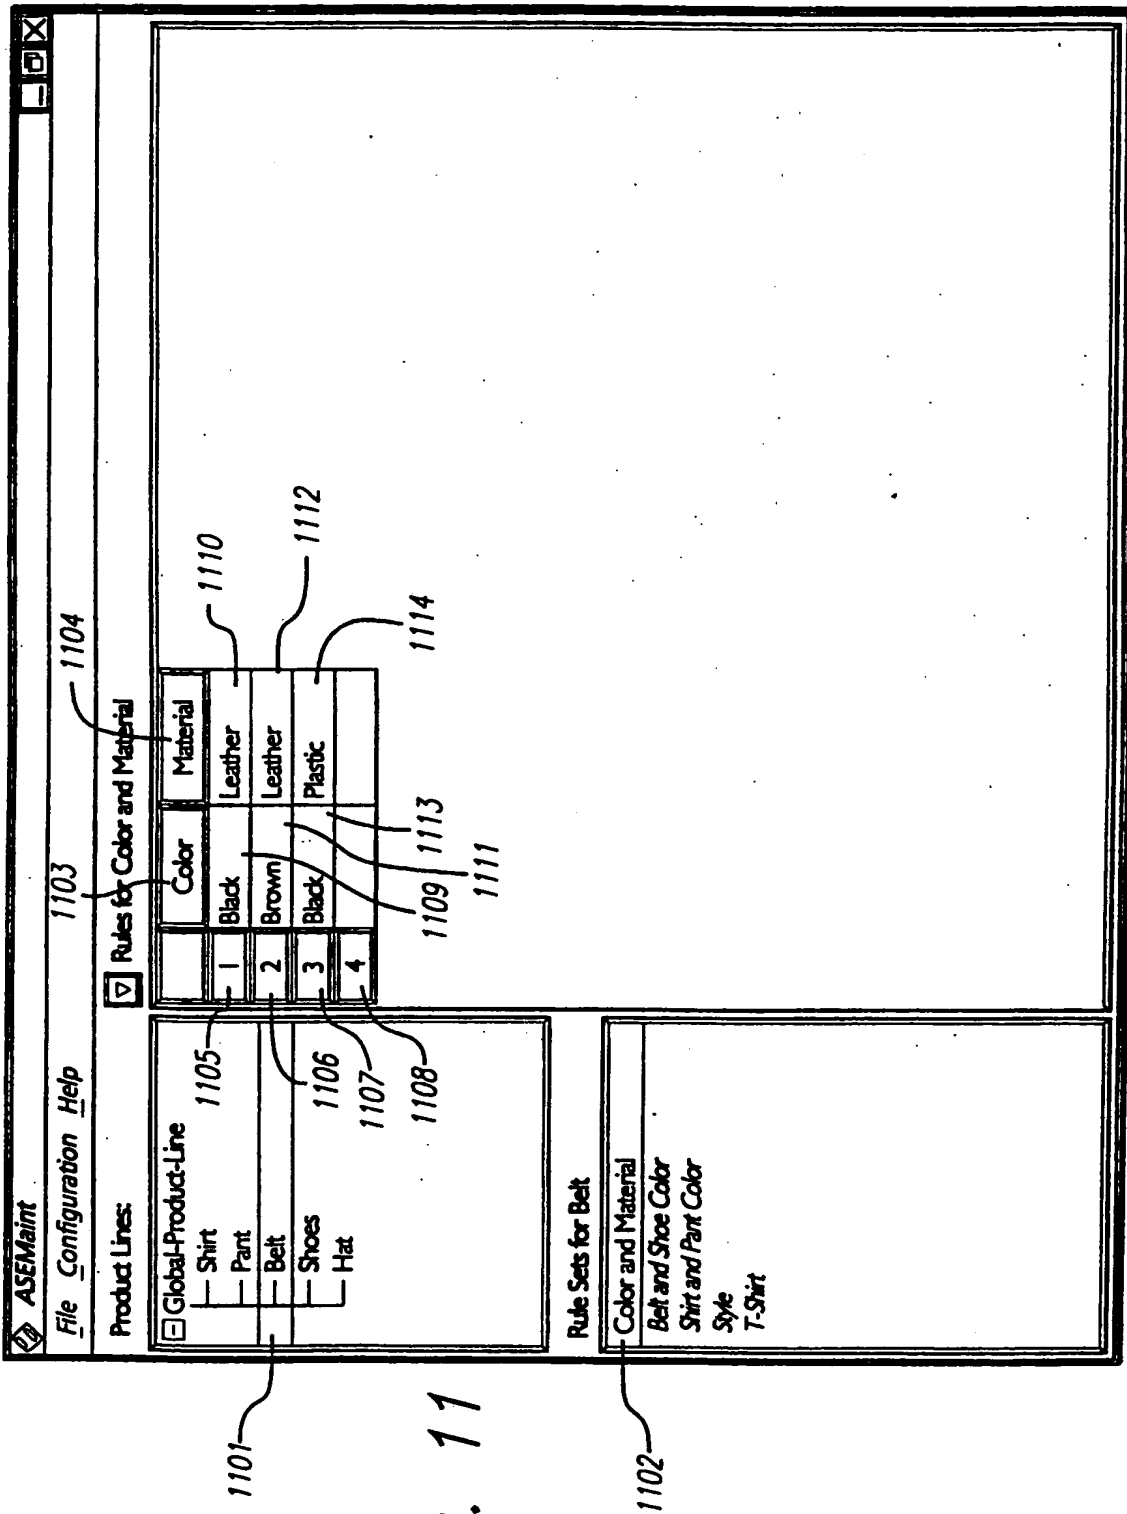 ASEMaint
File Configuration Help
Product Lines:
Global-Product-Line
Shirt
Pant
Belt
Shoes
Hat
Rule Sets for Belt
Color and Material
Belt and Shoe Color
Shirt and Pant Color
Style
T-Shirt
Rules for Color and Material
Color Material
1 Black Leather
2 Brown Leather
3 Black Plastic
4
1101
1102
1103
1104
1105
1106
1107
1108
1109
1110
1111
1112
1113
1114
. 11